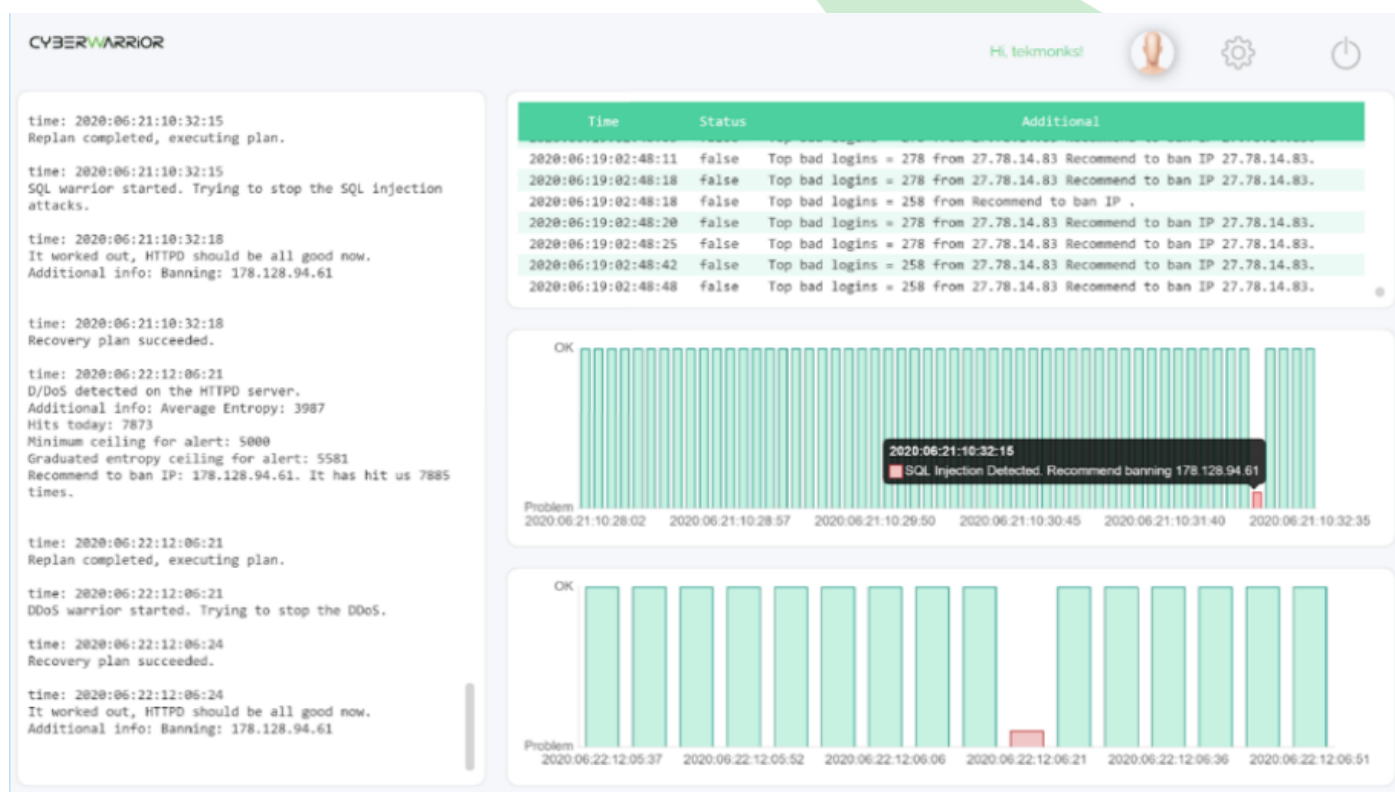 CYBERWARRIOR
Hi, tekmonks!
time: 2020:06:21:10:32:15
Replan completed, executing plan.
time: 2020:06:21:10:32:15
SQL warrior started. Trying to stop the SQL injection
attacks.
time: 2020:06:21:10:32:18
It worked out, HTTPD should be all good now.
Additional info: Banning: 178.128.94.61
time: 2020:06:21:10:32:18
Recovery plan succeeded.
time: 2020:06:22:12:06:21
D/DoS detected on the HTTPD server.
Additional info: Average Entropy: 3987
Hits today: 7873
Minimum ceiling for alert: 5000
Graduated entropy ceiling for alert: 5581
Recommend to ban IP: 178.128.94.61. It has hit us 7885
times.
time: 2020:06:22:12:06:21
Replan completed, executing plan.
time: 2020:06:22:12:06:21
DDoS warrior started. Trying to stop the DDoS.
time: 2020:06:22:12:06:24
Recovery plan succeeded.
time: 2020:06:22:12:06:24
It worked out, HTTPD should be all good now.
Additional info: Banning: 178.128.94.61
Time Status Additional
2020:06:19:02:48:11 false Top bad logins = 278 from 27.78.14.83 Recommend to ban IP 27.78.14.83.
2020:06:19:02:48:18 false Top bad logins = 278 from 27.78.14.83 Recommend to ban IP 27.78.14.83.
2020:06:19:02:48:18 false Top bad logins = 258 from Recommend to ban IP .
2020:06:19:02:48:20 false Top bad logins = 278 from 27.78.14.83 Recommend to ban IP 27.78.14.83.
2020:06:19:02:48:25 false Top bad logins = 278 from 27.78.14.83 Recommend to ban IP 27.78.14.83.
2020:06:19:02:48:42 false Top bad logins = 258 from 27.78.14.83 Recommend to ban IP 27.78.14.83.
2020:06:19:02:48:48 false Top bad logins = 258 from 27.78.14.83 Recommend to ban IP 27.78.14.83.
OK
2020:06:21:10:32:15
SQL Injection Detected. Recommend banning 178.128.94.61
Problem
2020:06:21:10:28:02 2020:06:21:10:28:57 2020:06:21:10:29:50 2020:06:21:10:30:45 2020:06:21:10:31:40 2020:06:21:10:32:35
OK
Problem
2020:06:22:12:05:37 2020:06:22:12:05:52 2020:06:22:12:06:06 2020:06:22:12:06:21 2020:06:22:12:06:36 2020:06:22:12:06:51